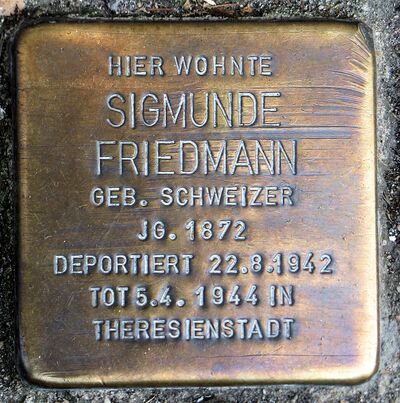 HIER WOHNTE
SIGMUNDE
FRIEDMANN
GEB. SCHWEIZER
JG. 1872
DEPORTIERT 22.8.1942
TOT 5.4. 1944 IN
THERESIENSTADT